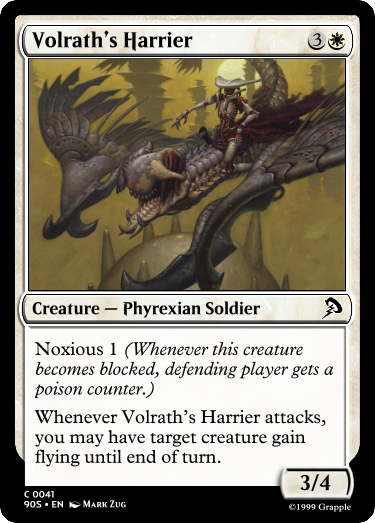 Volrath's Harrier 3
Creature — Phyrexian Soldier
Noxious 1 (Whenever this creature
becomes blocked, defending player gets a
poison counter.)
Whenever Volrath's Harrier attacks,
you may have target creature gain
flying until end of turn.
3/4
C 0041
90S • EN Mark Zug
©1999 Grapple